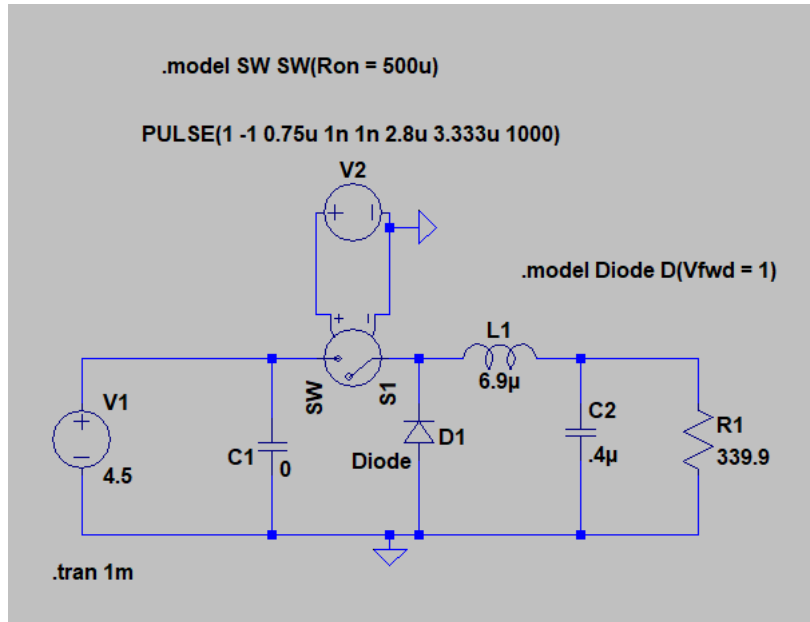 .model SW SW(Ron = 500u)
PULSE(1 -1 0.75u 1n 1n 2.8u 3.333u 1000)
V2
.model Diode D(Vfwd = 1)
L1
6.9µ
SW
S1
V1
4.5
C1
0
D1
Diode
C2
.4µ
R1
339.9
.tran 1m